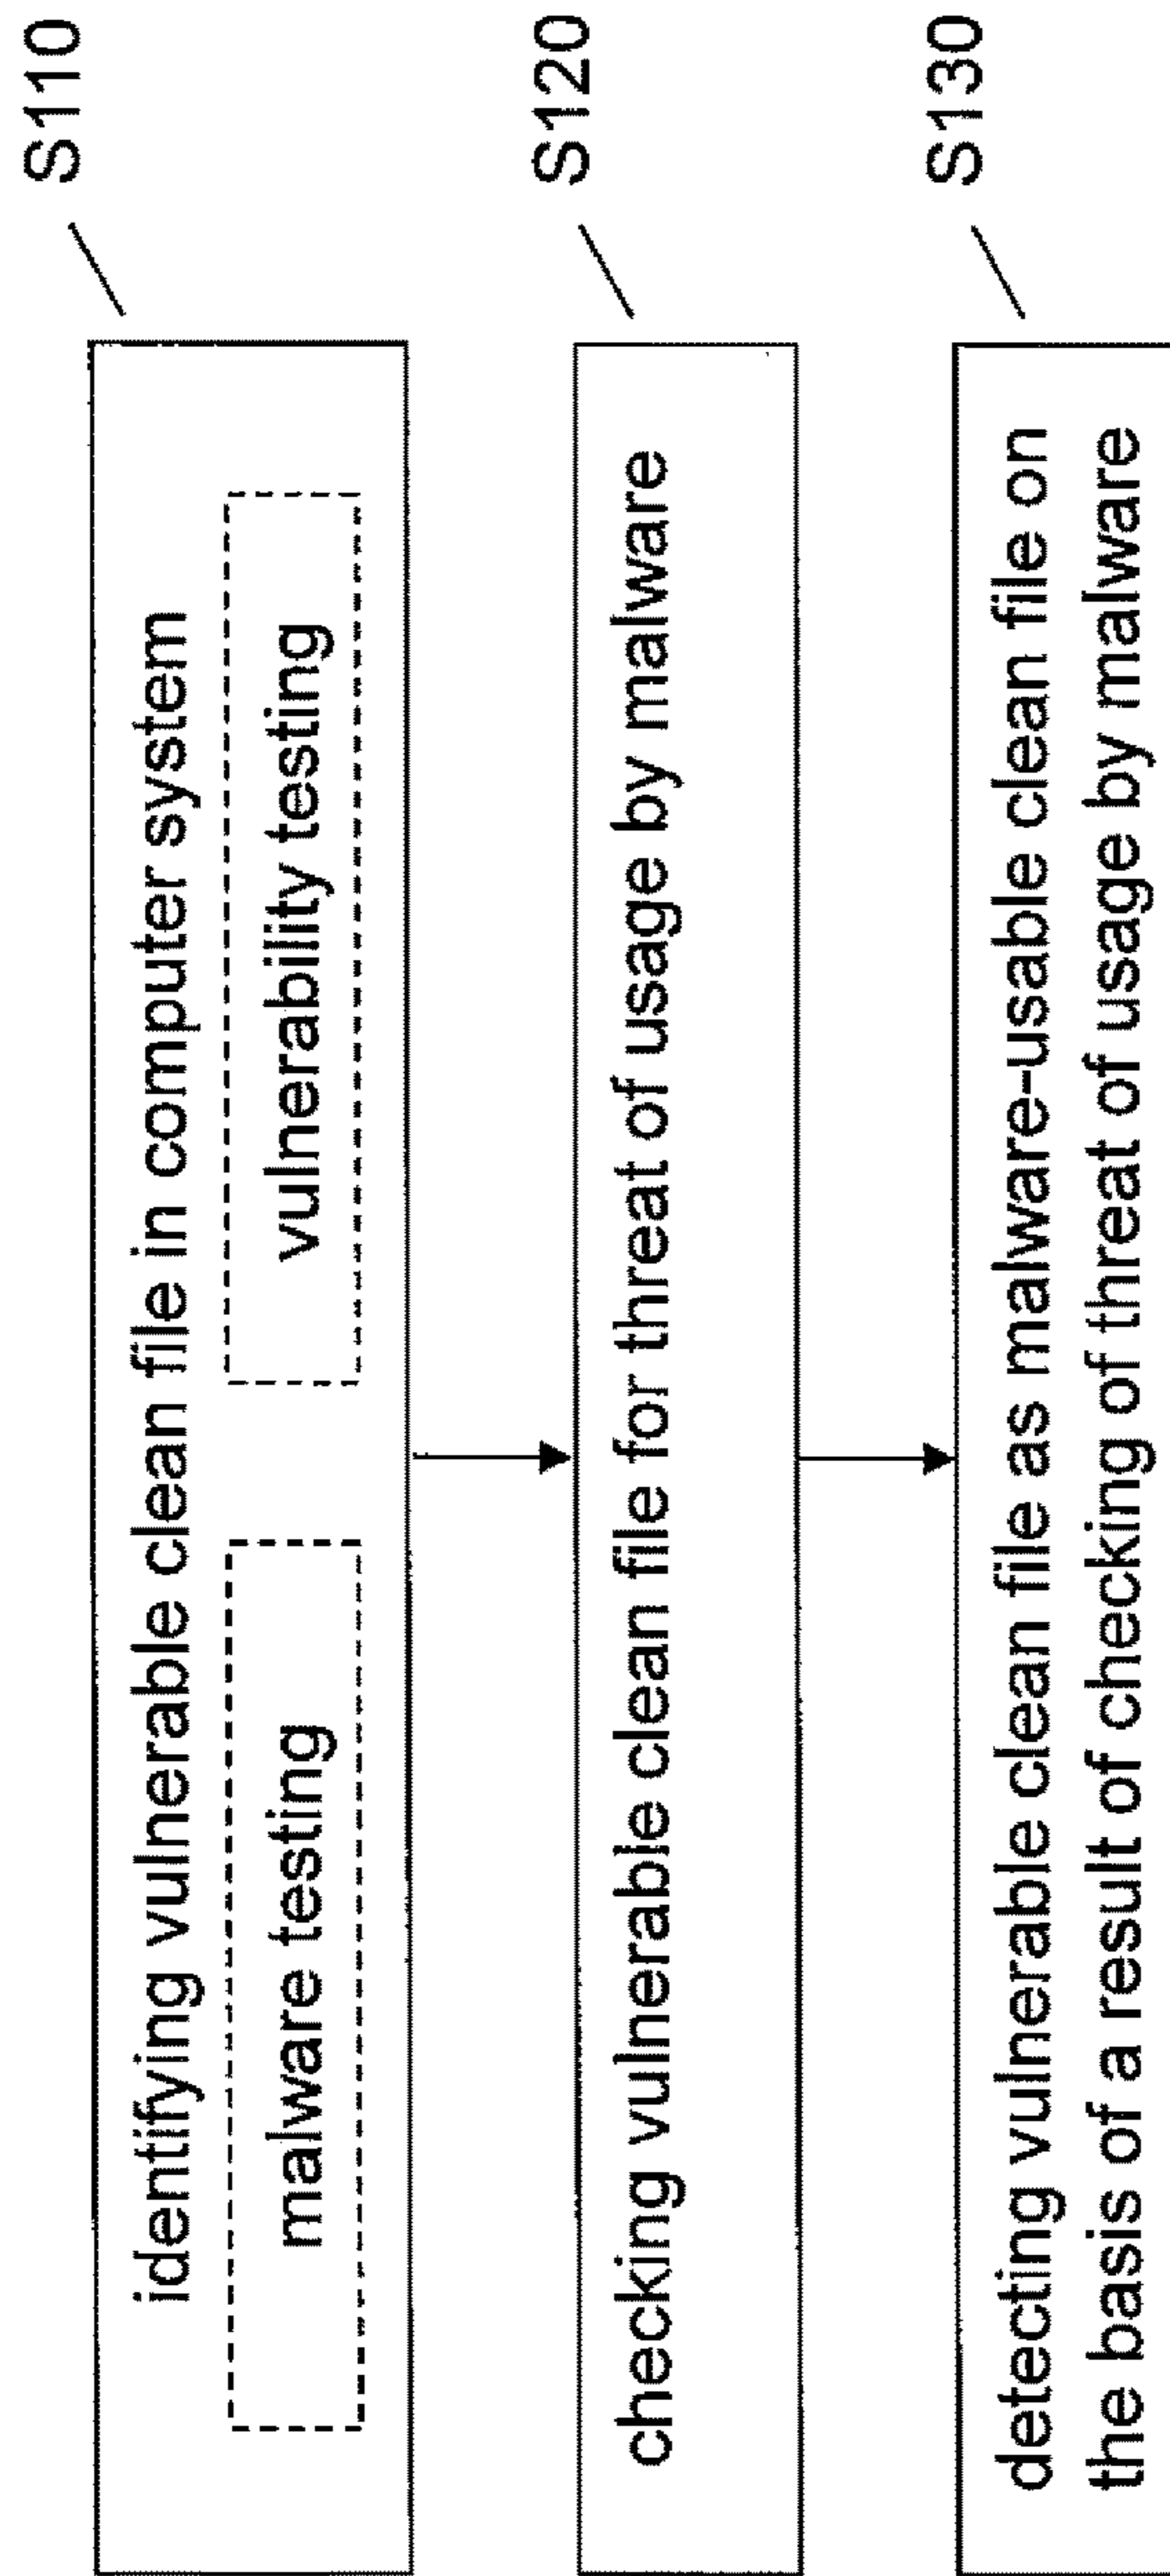 identifying vulnerable clean file in computer system
malware testing
vulnerability testing
S110
checking vulnerable clean file for threat of usage by malware
S120
detecting vulnerable clean file as malware-usable clean file on
the basis of a result of checking of threat of usage by malware
S130